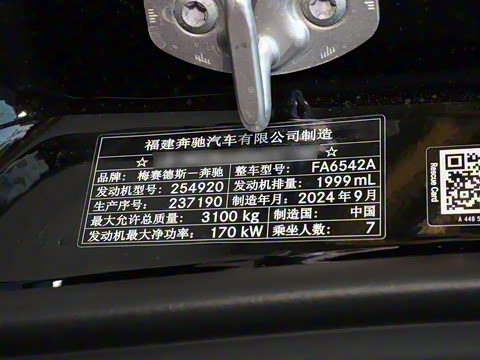 福建奔驰汽车有限公司制造
☆ ☆
品牌: 梅赛德斯—奔驰 整车型号: FA6542A
发动机型号: 254920 发动机排量: 1999mL
生产序号: 237190 制造年月: 2024年9月
最大允许总质量: 3100 kg 制造国: 中国
发动机最大净功率: 170 kW 乘坐人数: 7
Rescue Card
A 448 5